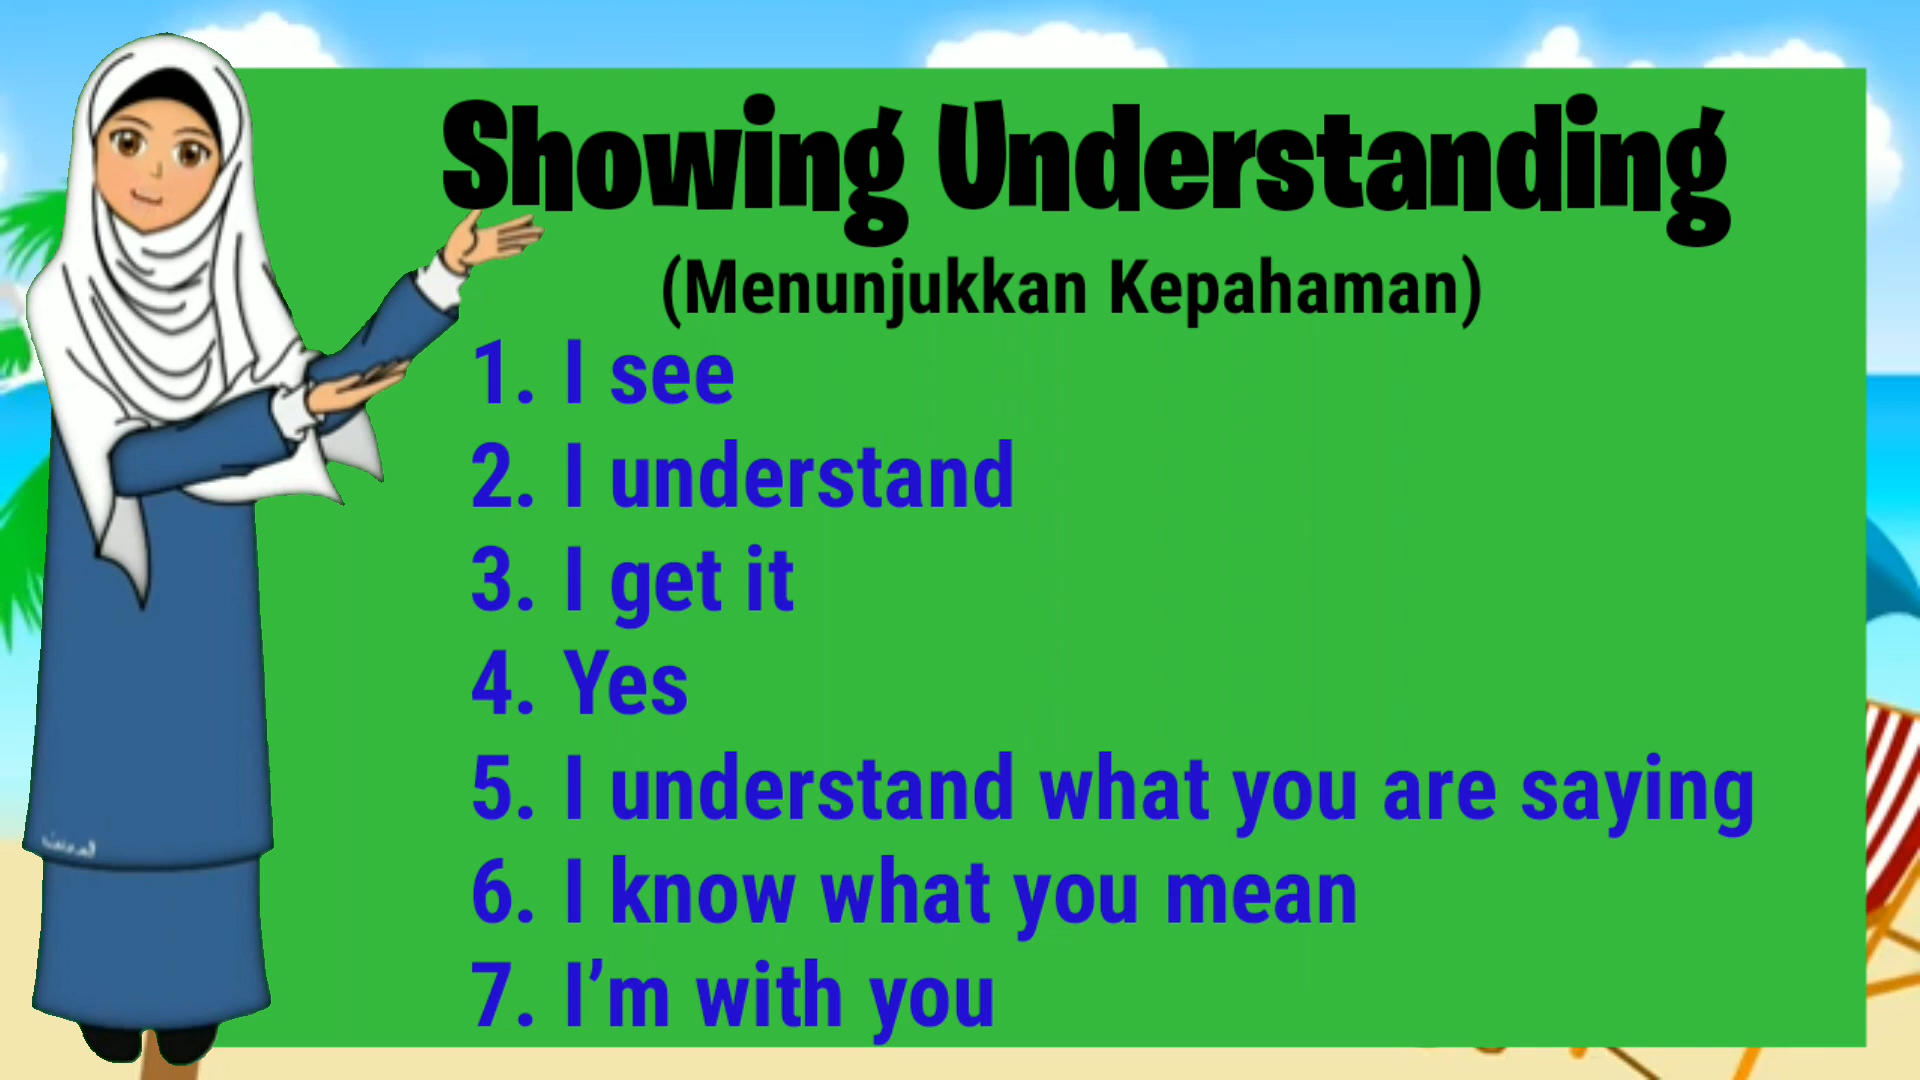 Showing Understanding
(Menunjukkan Kepahaman)
1. I see
2. I understand
3. I get it
4. Yes
5. I understand what you are saying
6. I know what you mean
7. I’m with you